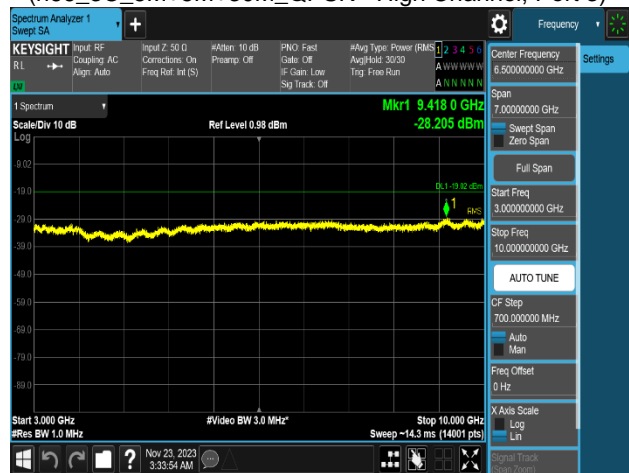 Spectrum Analyzer 1
Swept SA
Frequency
KEYSIGHT
RL
Input: RF
Coupling: AC
Align: Auto
Input Z: 50 Ω
Corrections: On
Freq Ref: Int (S)
#Atten: 10 dB
Preamp: Off
PNO: Fast
Gate: Off
IF Gain: Low
Sig Track: Off
#Avg Type: Power (RMS
Avg|Hold: 30/30
Trig: Free Run
1 2 3 4 5 6
A W W W W W
A N N N N N
LW
1 Spectrum
Scale/Div 10 dB
Log
Ref Level 0.98 dBm
Mkr1 9.418 0 GHz
-28.205 dBm
-9.02
-19.0
-29.0
-39.0
-49.0
-59.0
-69.0
-79.0
-89.0
DL1 -19.02 dBm
1
RMS
Start 3.000 GHz
#Res BW 1.0 MHz
#Video BW 3.0 MHz*
Stop 10.000 GHz
Sweep ~14.3 ms (14001 pts)
Nov 23, 2023
3:33:54 AM
Center Frequency
6.500000000 GHz
Settings
Span
7.00000000 GHz
Swept Span
Zero Span
Full Span
Start Freq
3.000000000 GHz
Stop Freq
10.000000000 GHz
AUTO TUNE
CF Step
700.000000 MHz
Auto
Man
Freq Offset
0 Hz
X Axis Scale
Log
Lin
Signal Track
(Span Zoom)